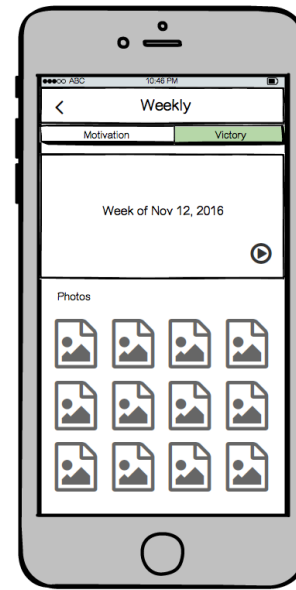 ABC 10:46 PM
Weekly
Motivation Victory
Week of Nov 12, 2016
Photos